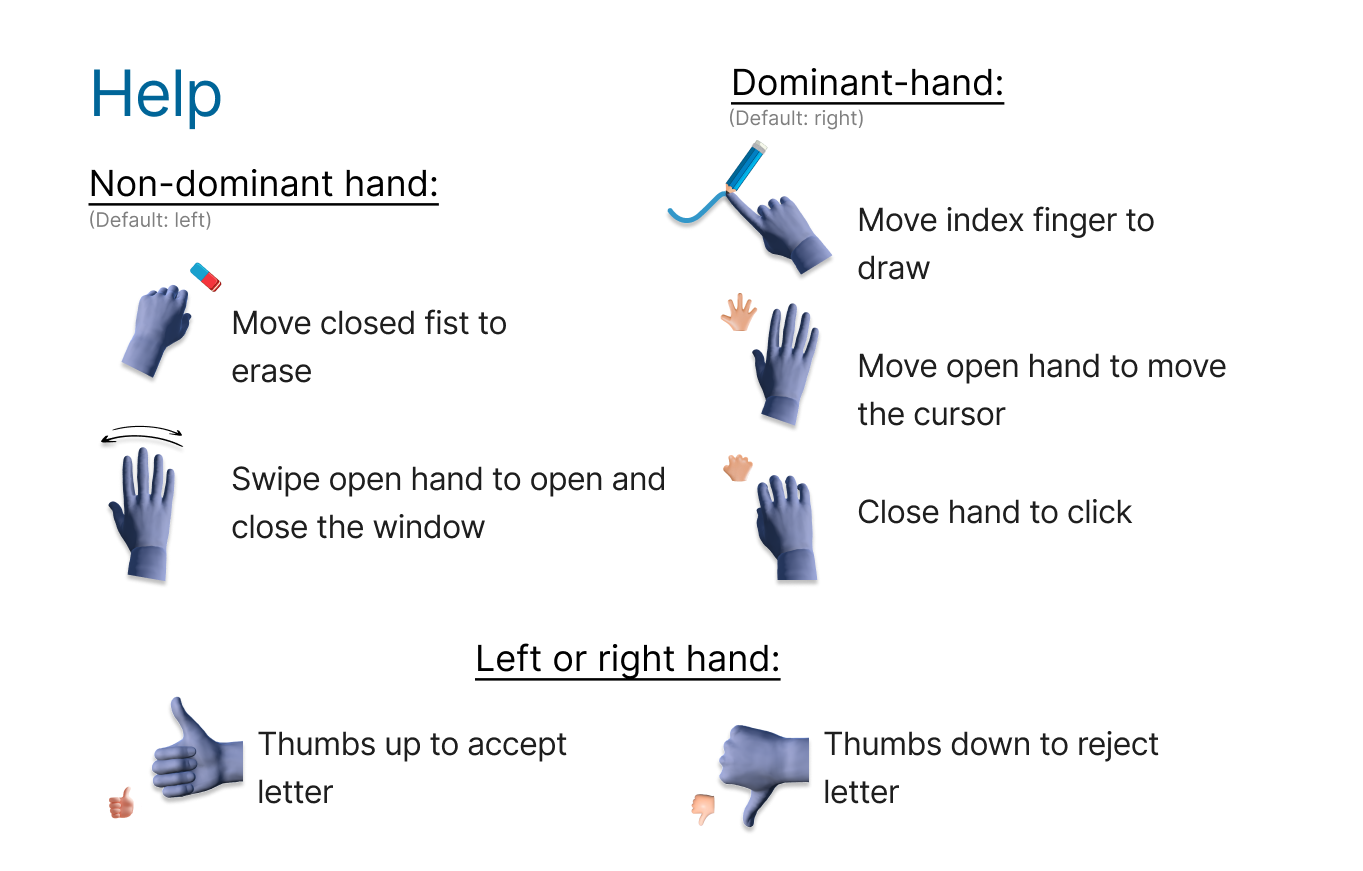 Help
Non-dominant hand:
(Default: left)
Move closed fist to
erase
Swipe open hand to open and
close the window
Dominant-hand:
(Default: right)
Move index finger to
draw
Move open hand to move
the cursor
Close hand to click
Left or right hand:
Thumbs up to accept
letter
Thumbs down to reject
letter